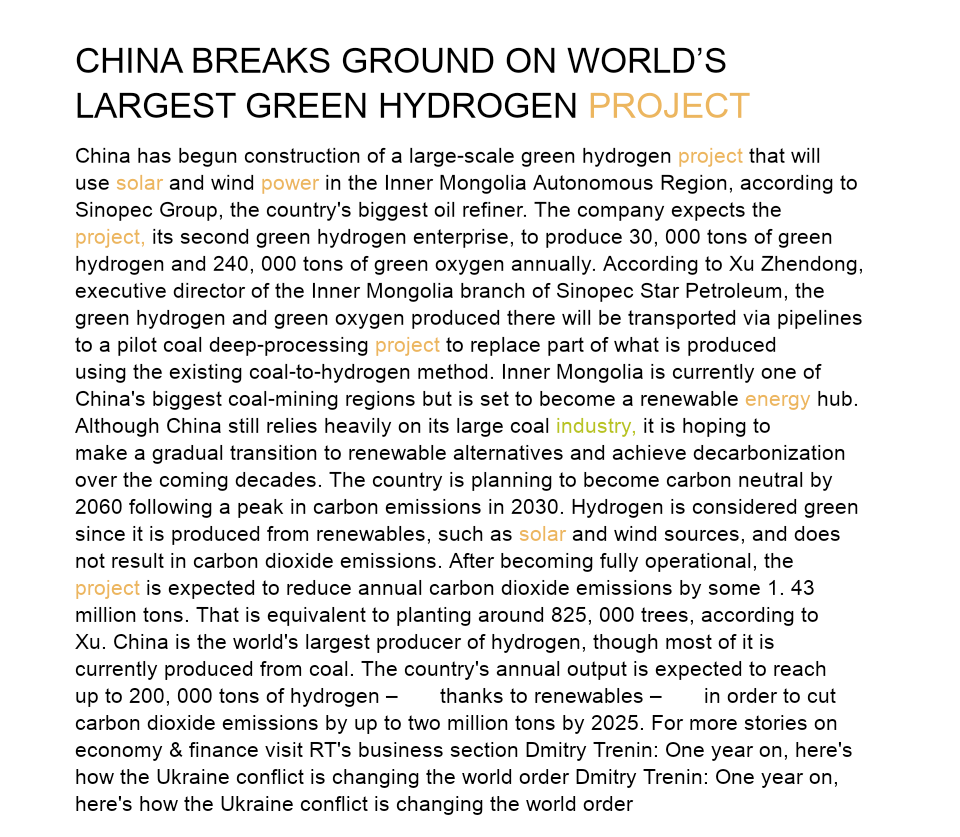 CHINA BREAKS GROUND ON WORLD’S
LARGEST GREEN HYDROGEN PROJECT
China has begun construction of a large-scale green hydrogen project that will
use solar and wind power in the Inner Mongolia Autonomous Region, according to
Sinopec Group, the country's biggest oil refiner. The company expects the
project, its second green hydrogen enterprise, to produce 30, 000 tons of green
hydrogen and 240, 000 tons of green oxygen annually. According to Xu Zhendong,
executive director of the Inner Mongolia branch of Sinopec Star Petroleum, the
green hydrogen and green oxygen produced there will be transported via pipelines
to a pilot coal deep-processing project to replace part of what is produced
using the existing coal-to-hydrogen method. Inner Mongolia is currently one of
China's biggest coal-mining regions but is set to become a renewable energy hub.
Although China still relies heavily on its large coal industry, it is hoping to
make a gradual transition to renewable alternatives and achieve decarbonization
over the coming decades. The country is planning to become carbon neutral by
2060 following a peak in carbon emissions in 2030. Hydrogen is considered green
since it is produced from renewables, such as solar and wind sources, and does
not result in carbon dioxide emissions. After becoming fully operational, the
project is expected to reduce annual carbon dioxide emissions by some 1. 43
million tons. That is equivalent to planting around 825, 000 trees, according to
Xu. China is the world's largest producer of hydrogen, though most of it is
currently produced from coal. The country's annual output is expected to reach
up to 200, 000 tons of hydrogen – thanks to renewables – in order to cut
carbon dioxide emissions by up to two million tons by 2025. For more stories on
economy & finance visit RT's business section Dmitry Trenin: One year on, here's
how the Ukraine conflict is changing the world order Dmitry Trenin: One year on,
here's how the Ukraine conflict is changing the world order